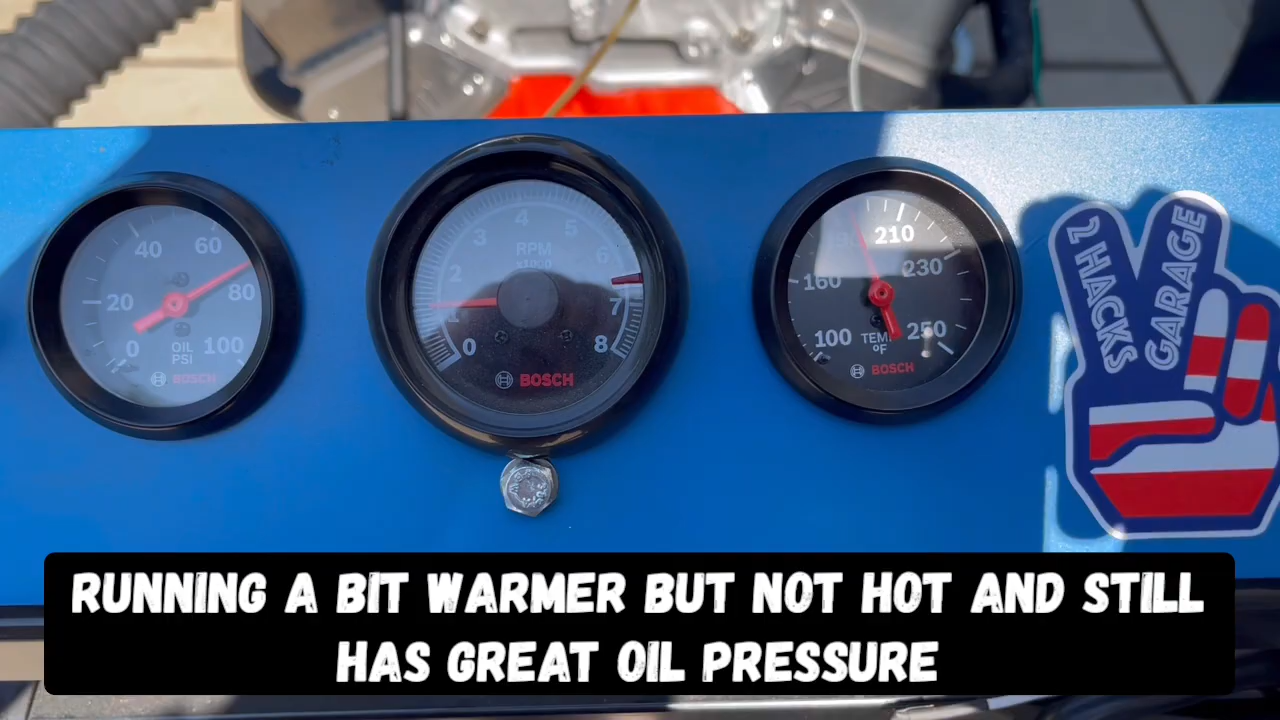 40
60
20
80
0
OIL
100
PSI
BOSCH
4
3
5
RPM
2
6
1
7
0
8
BOSCH
210
160
230
100
TEMP
250
°F
BOSCH
2 HACKS
GARAGE
RUNNING A BIT WARMER BUT NOT HOT AND STILL
HAS GREAT OIL PRESSURE